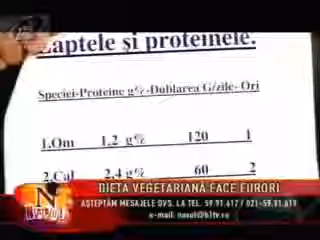 Laptele și proteinele.
Speciei-Proteine g%-Dublarea G/zile- Ori
1.Om 1,2 g% 120 1
2.Cal 2,4 g% 60 2
DIETA VEGETARIANĂ FACE FURORI
AȘTEPTĂM MESAJELE DVS. LA TEL. 59.91.617 / 021-59.91.619
e-mail: nasul@b1tv.ro